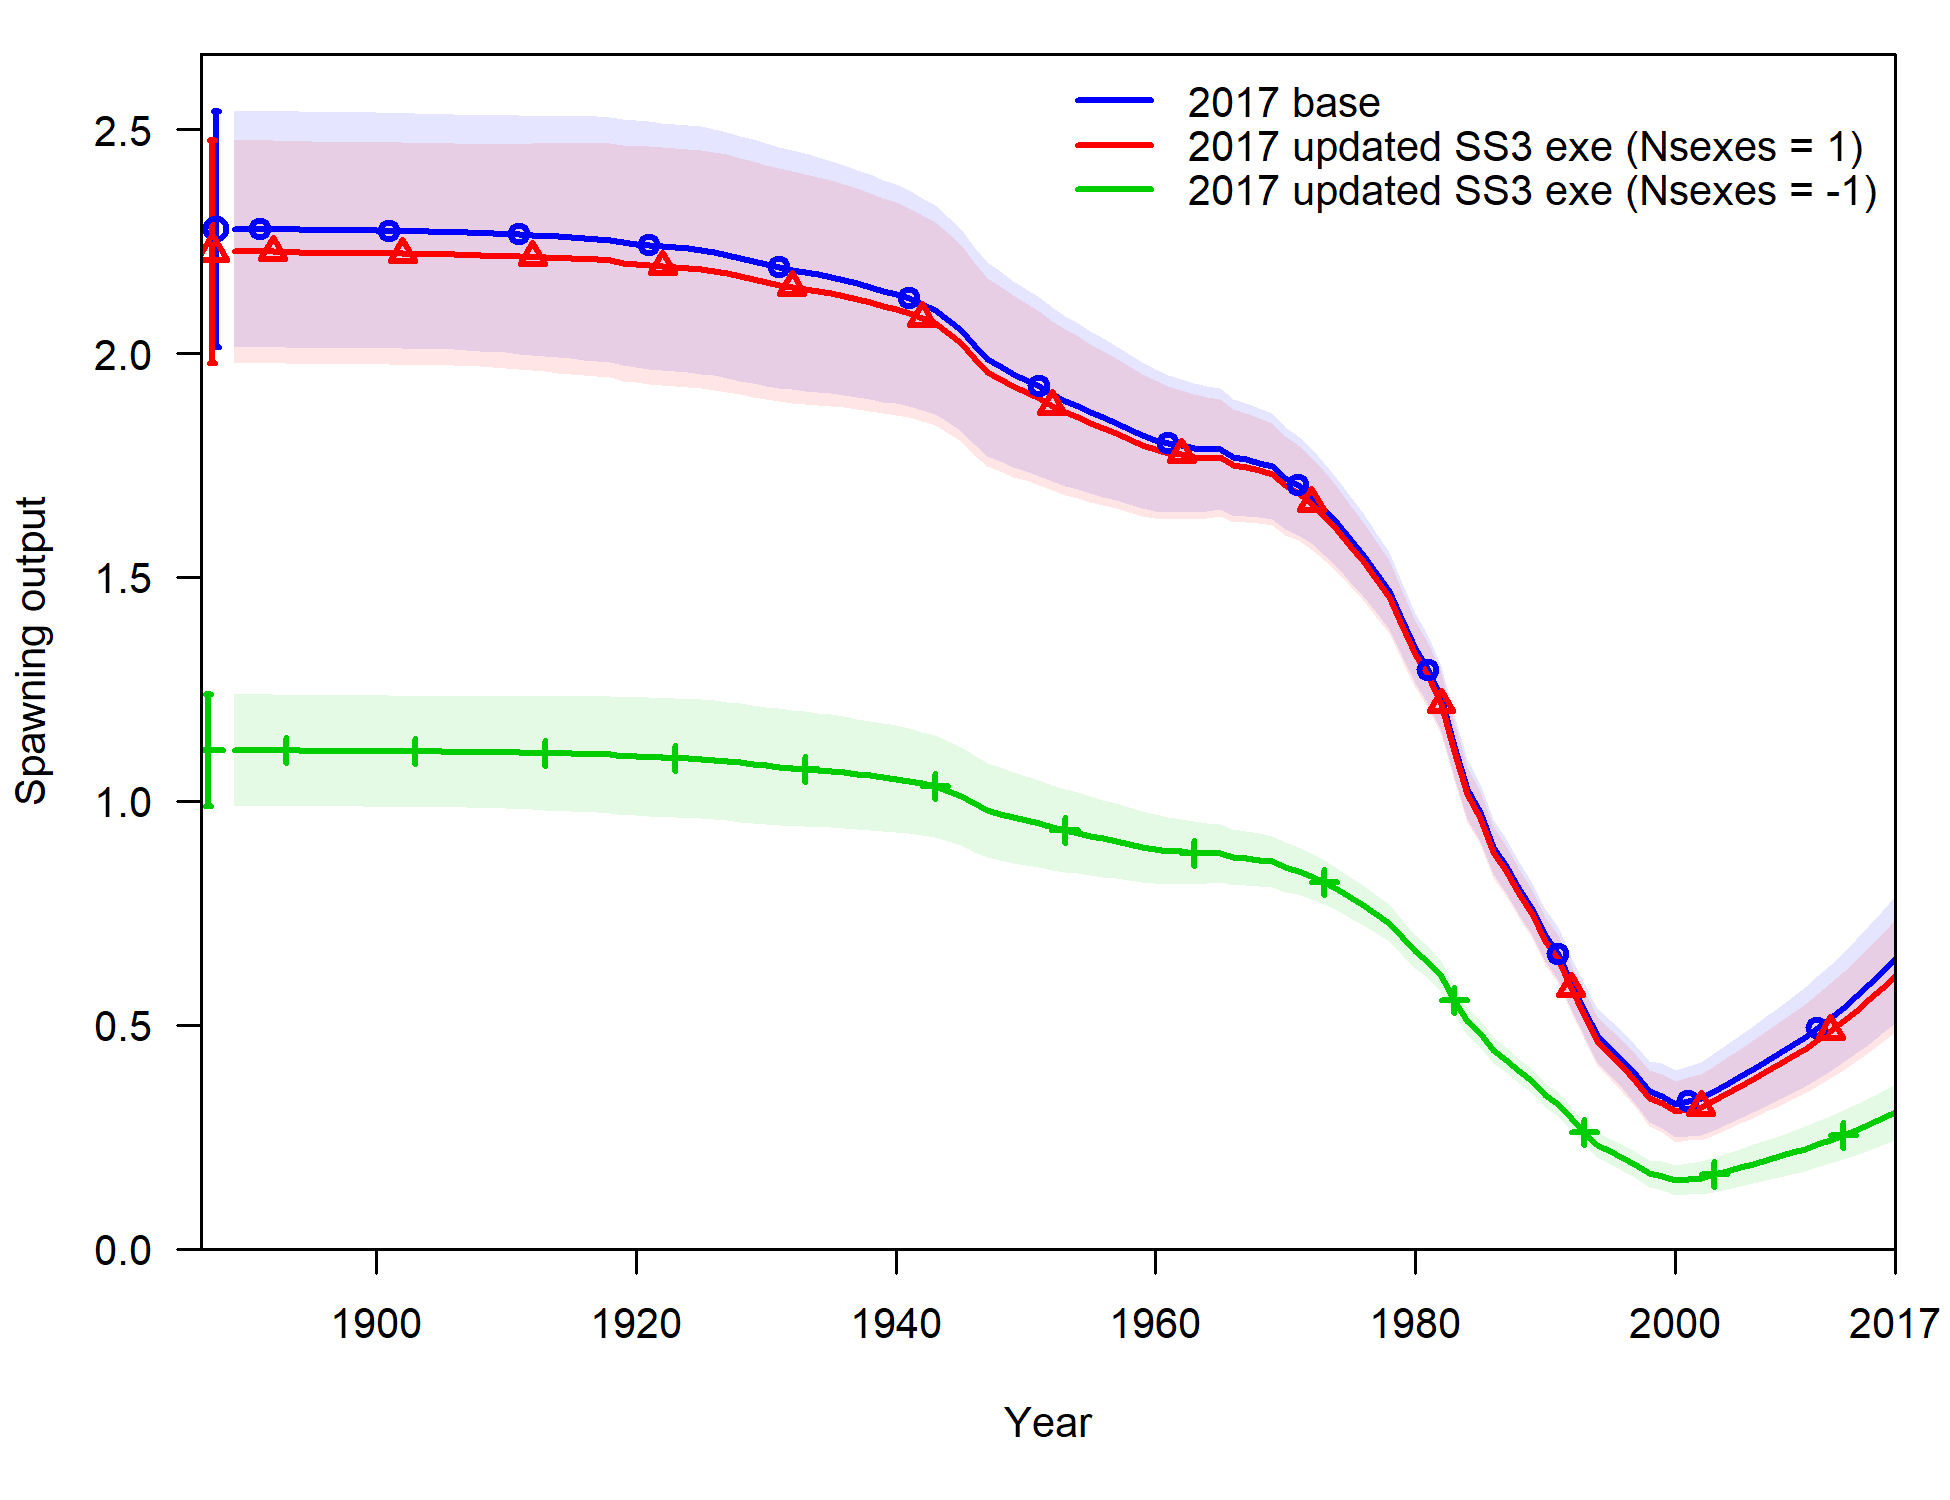 2017 base
2017 updated SS3 exe (Nsexes = 1)
2017 updated SS3 exe (Nsexes = -1)
Spawning output
2.5
2.0
1.5
1.0
0.5
0.0
1900 1920 1940 1960 1980 2000 2017
Year